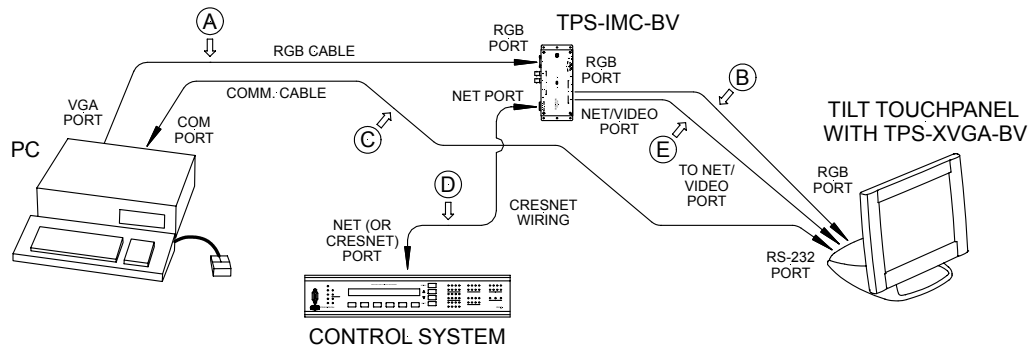 A
TPS-IMC-BV
RGB CABLE
RGB
PORT
RGB
PORT
B
VGA
PORT
COMM. CABLE
NET PORT
COM
PORT
C
NET/VIDEO
PORT
E
TILT TOUCHPANEL
WITH TPS-XVGA-BV
PC
TO NET/
VIDEO
PORT
RGB
PORT
D
CRESNET
WIRING
NET (OR
CRESNET)
PORT
RS-232
PORT
CONTROL SYSTEM